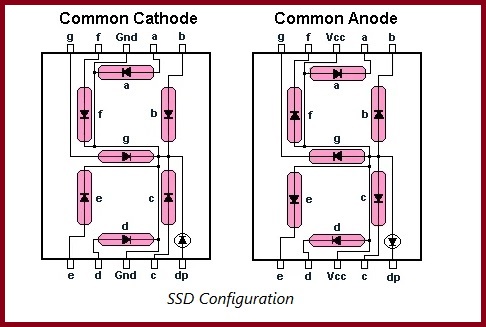 Common Cathode Common Anode
g f Gnd a b g f Vcc a b
a a
f b f b
g g
e c e c
d d
e d Gnd c dp e d Vcc c dp
SSD Configuration